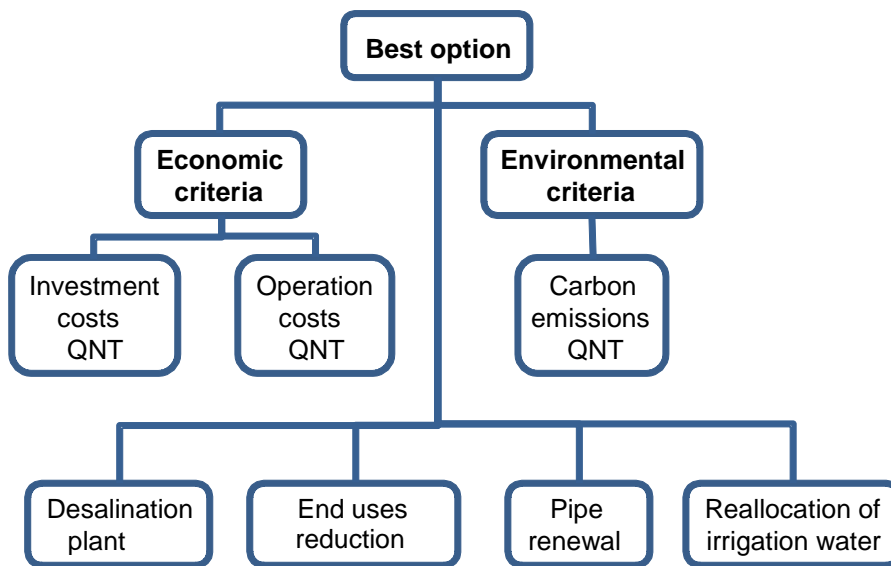 Best option
Economic
criteria
Environmental
criteria
Investment
costs
QNT
Operation
costs
QNT
Carbon
emissions
QNT
Desalination
plant
End uses
reduction
Pipe
renewal
Reallocation of
irrigation water